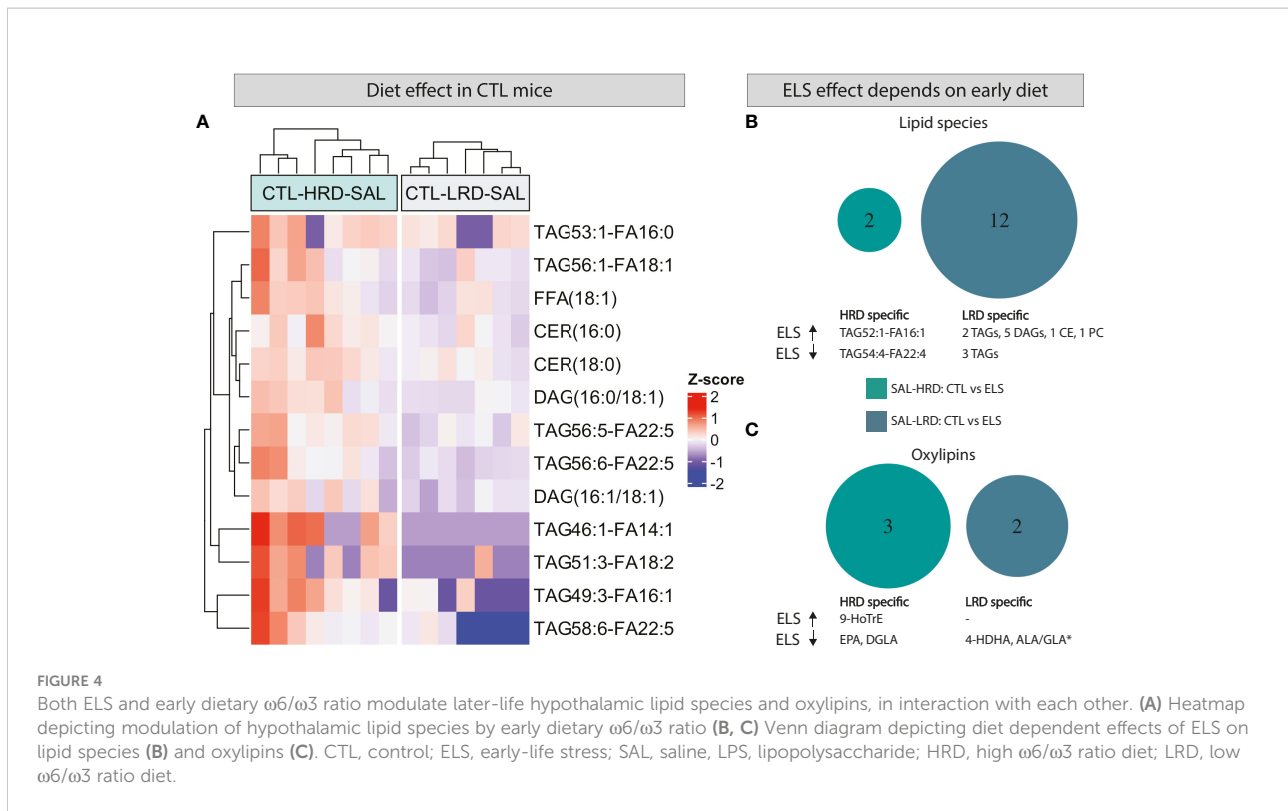 Diet effect in CTL mice
ELS effect depends on early diet
A
CTL-HRD-SAL
CTL-LRD-SAL
TAG53:1-FA16:0
TAG56:1-FA18:1
FFA(18:1)
CER(16:0)
CER(18:0)
DAG(16:0/18:1)
TAG56:5-FA22:5
TAG56:6-FA22:5
DAG(16:1/18:1)
TAG46:1-FA14:1
TAG51:3-FA18:2
TAG49:3-FA16:1
TAG58:6-FA22:5
Z-score
2
1
0
-1
-2
B
Lipid species
2
12
HRD specific
LRD specific
ELS ↑ TAG52:1-FA16:1 2 TAGs, 5 DAGs, 1 CE, 1 PC
ELS ↓ TAG54:4-FA22:4 3 TAGs
SAL-HRD: CTL vs ELS
SAL-LRD: CTL vs ELS
C
Oxylipins
3
2
HRD specific
LRD specific
ELS ↑ 9-HoTrE -
ELS ↓ EPA, DGLA 4-HDHA, ALA/GLA*
FIGURE 4
Both ELS and early dietary ω6/ω3 ratio modulate later-life hypothalamic lipid species and oxylipins, in interaction with each other. (A) Heatmap
depicting modulation of hypothalamic lipid species by early dietary ω6/ω3 ratio (B, C) Venn diagram depicting diet dependent effects of ELS on
lipid species (B) and oxylipins (C). CTL, control; ELS, early-life stress; SAL, saline, LPS, lipopolysaccharide; HRD, high ω6/ω3 ratio diet; LRD, low
ω6/ω3 ratio diet.